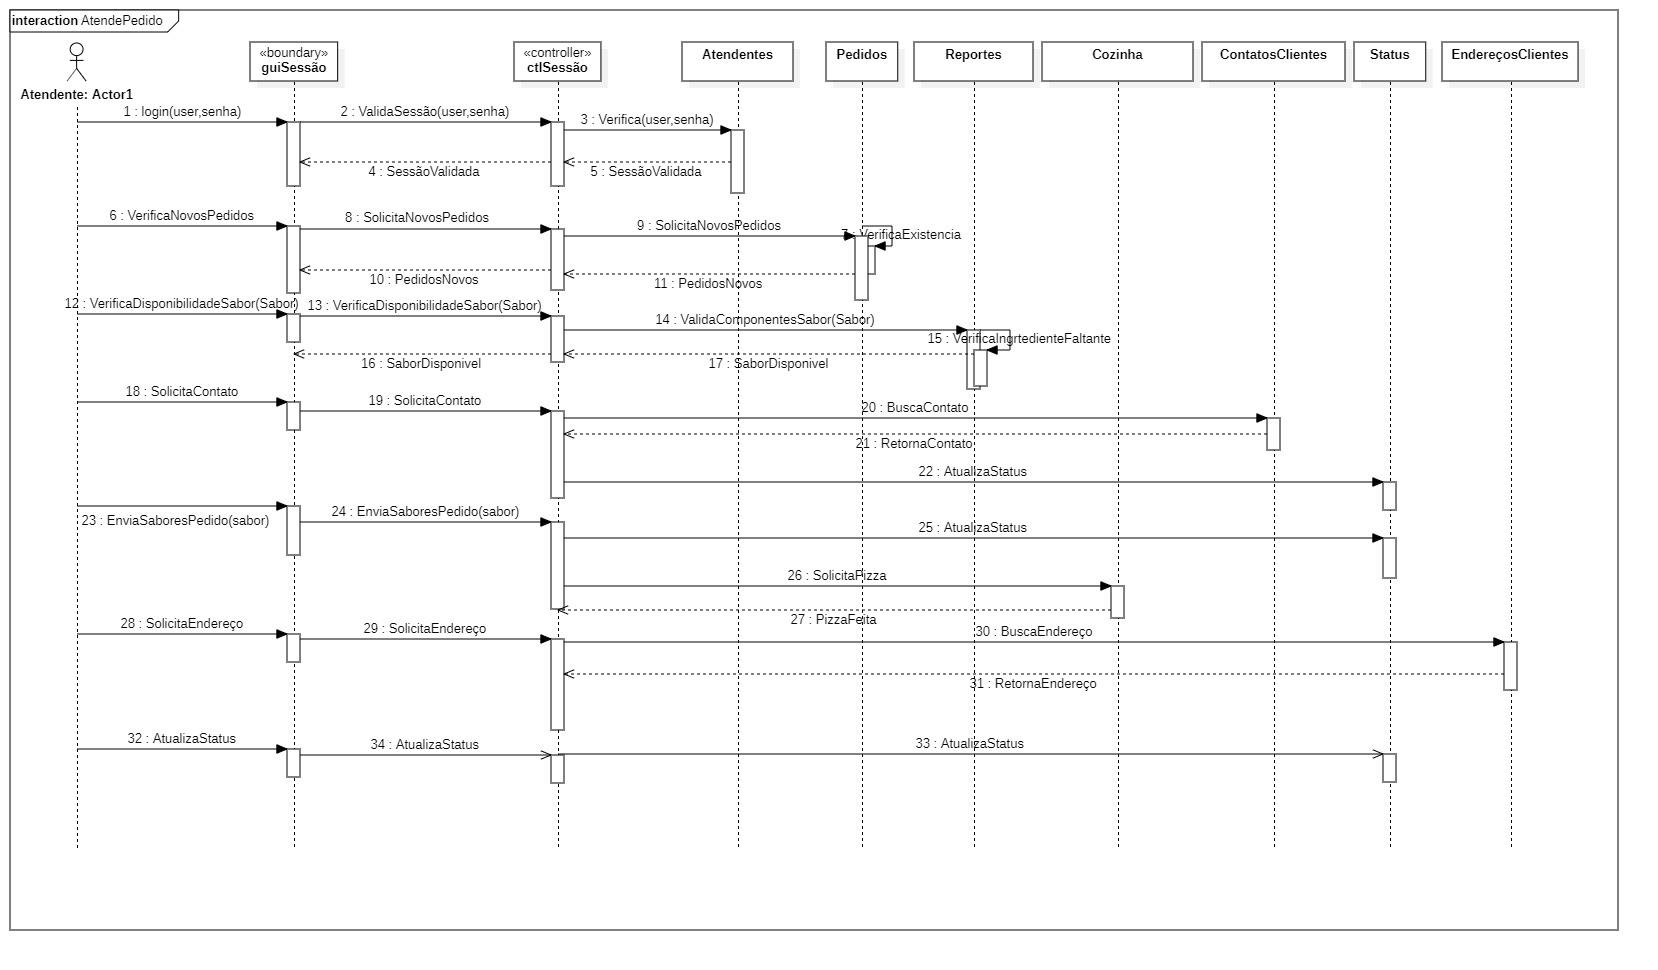 interaction AtendePedido
«boundary»
guiSessão
«controller»
ctlSessão
Atendentes
Pedidos
Reportes
Cozinha
ContatosClientes
Status
EndereçosClientes
Atendente: Actor1
1 : login(user,senha)
2 : ValidaSessão(user,senha)
3 : Verifica(user,senha)
4 : SessãoValidada
5 : SessãoValidada
6 : VerificaNovosPedidos
8 : SolicitaNovosPedidos
9 : SolicitaNovosPedidos
7 : VerificaExistencia
10 : PedidosNovos
11 : PedidosNovos
12 : VerificaDisponibilidadeSabor(Sabor)
13 : VerificaDisponibilidadeSabor(Sabor)
14 : ValidaComponentesSabor(Sabor)
15 : VerificaIngrtedienteFaltante
16 : SaborDisponivel
17 : SaborDisponivel
18 : SolicitaContato
19 : SolicitaContato
20 : BuscaContato
21 : RetornaContato
22 : AtualizaStatus
23 : EnviaSaboresPedido(sabor)
24 : EnviaSaboresPedido(sabor)
25 : AtualizaStatus
26 : SolicitaPizza
27 : PizzaFeita
28 : SolicitaEndereço
29 : SolicitaEndereço
30 : BuscaEndereço
31 : RetornaEndereço
32 : AtualizaStatus
34 : AtualizaStatus
33 : AtualizaStatus